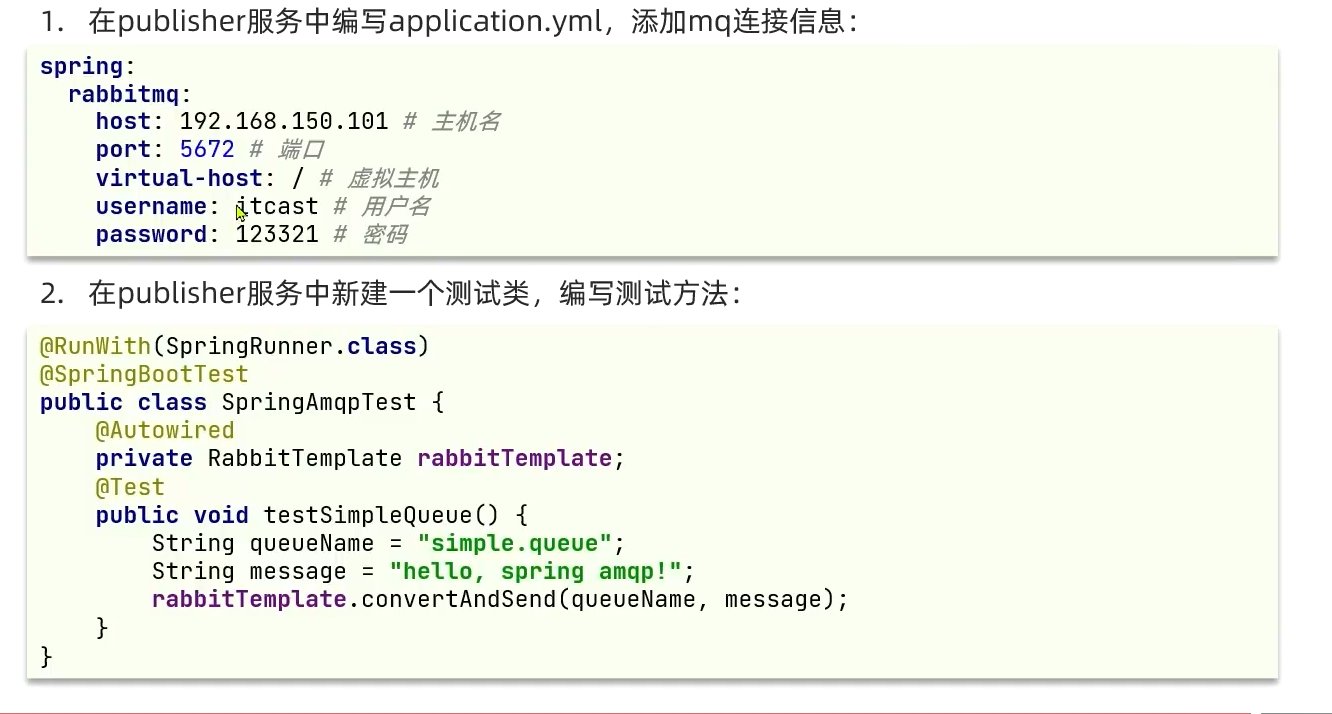 1. 在publisher服务中编写application.yml，添加mq连接信息：
spring:
  rabbitmq:
    host: 192.168.150.101 # 主机名
    port: 5672 # 端口
    virtual-host: / # 虚拟主机
    username: itcast # 用户名
    password: 123321 # 密码
2. 在publisher服务中新建一个测试类，编写测试方法：
@RunWith(SpringRunner.class)
@SpringBootTest
public class SpringAmqpTest {
    @Autowired
    private RabbitTemplate rabbitTemplate;
    @Test
    public void testSimpleQueue() {
        String queueName = "simple.queue";
        String message = "hello, spring amqp!";
        rabbitTemplate.convertAndSend(queueName, message);
    }
}